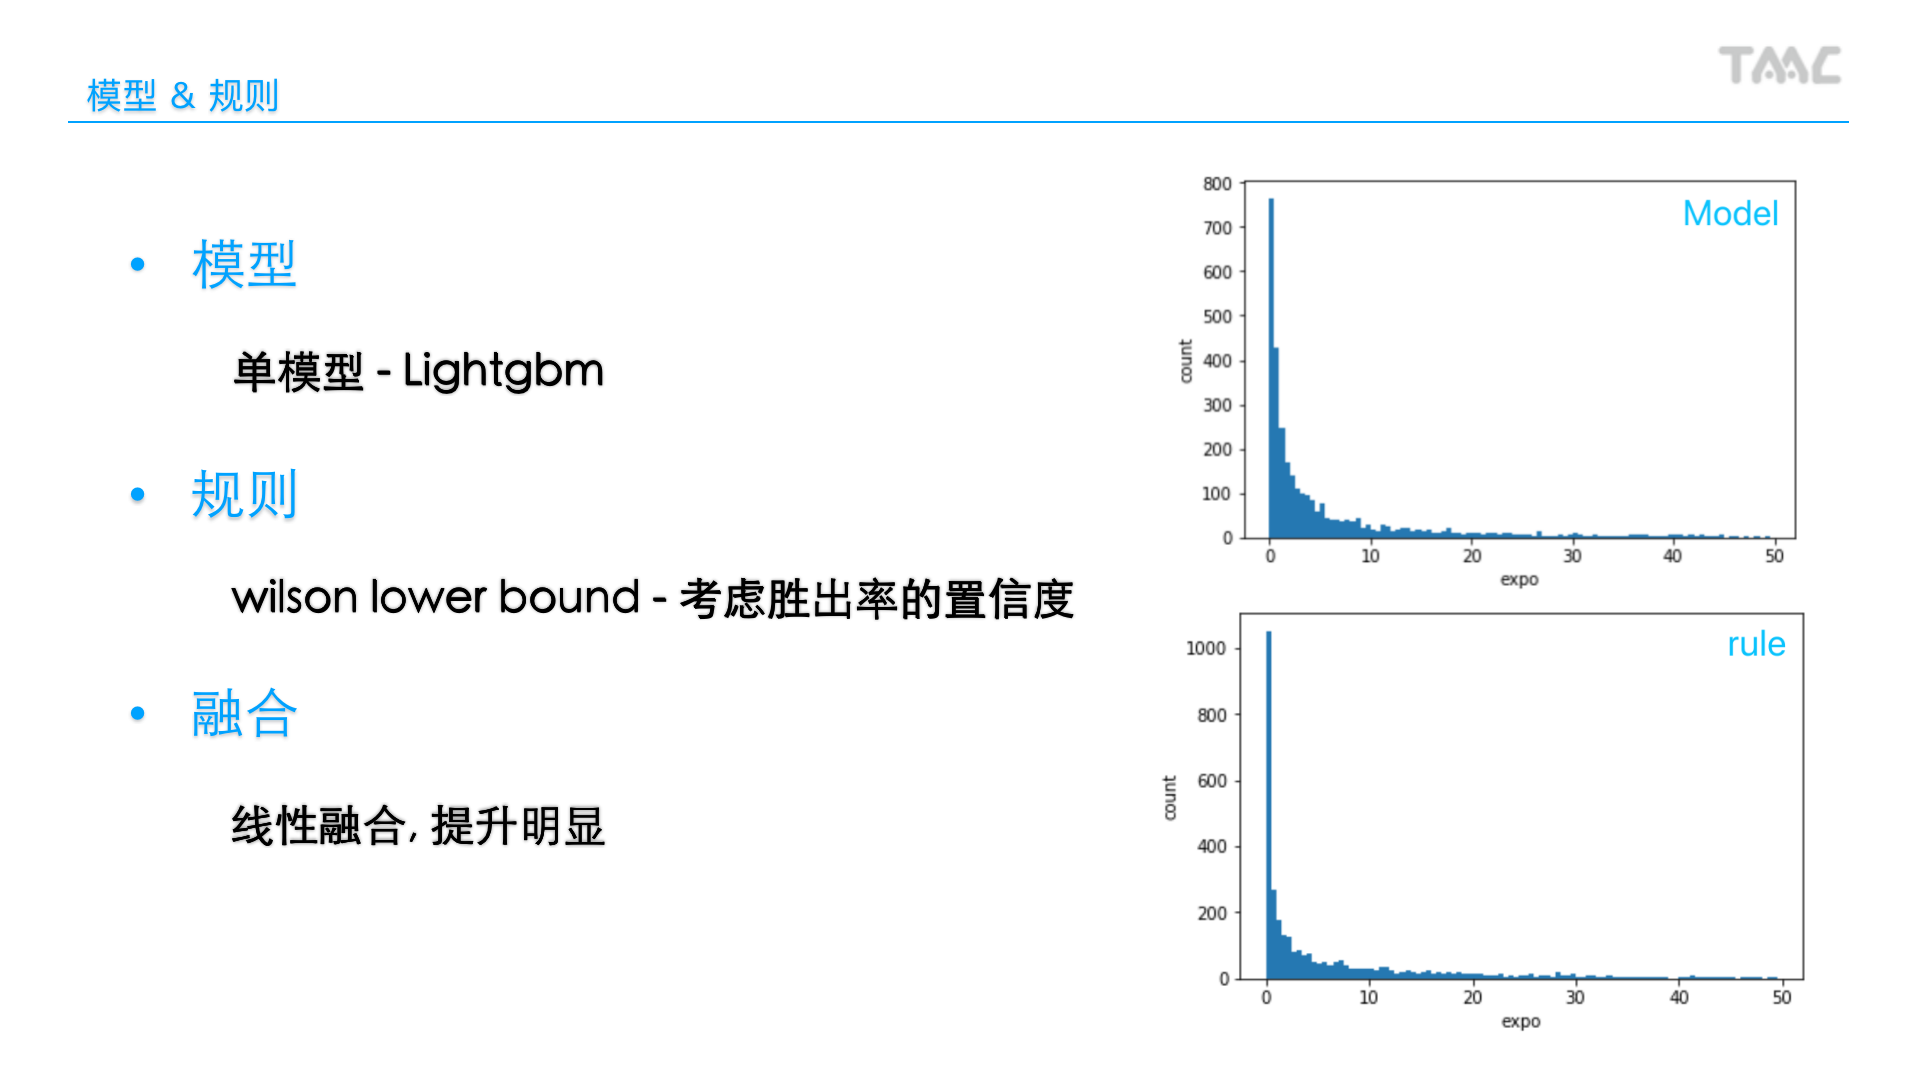 模型 & 规则
TAAC
• 模型
单模型 - Lightgbm
• 规则
wilson lower bound - 考虑胜出率的置信度
• 融合
线性融合, 提升明显
Model
800
700
600
500
400
300
200
100
0
count
0 10 20 30 40 50
expo
rule
1000
800
600
400
200
0
count
0 10 20 30 40 50
expo